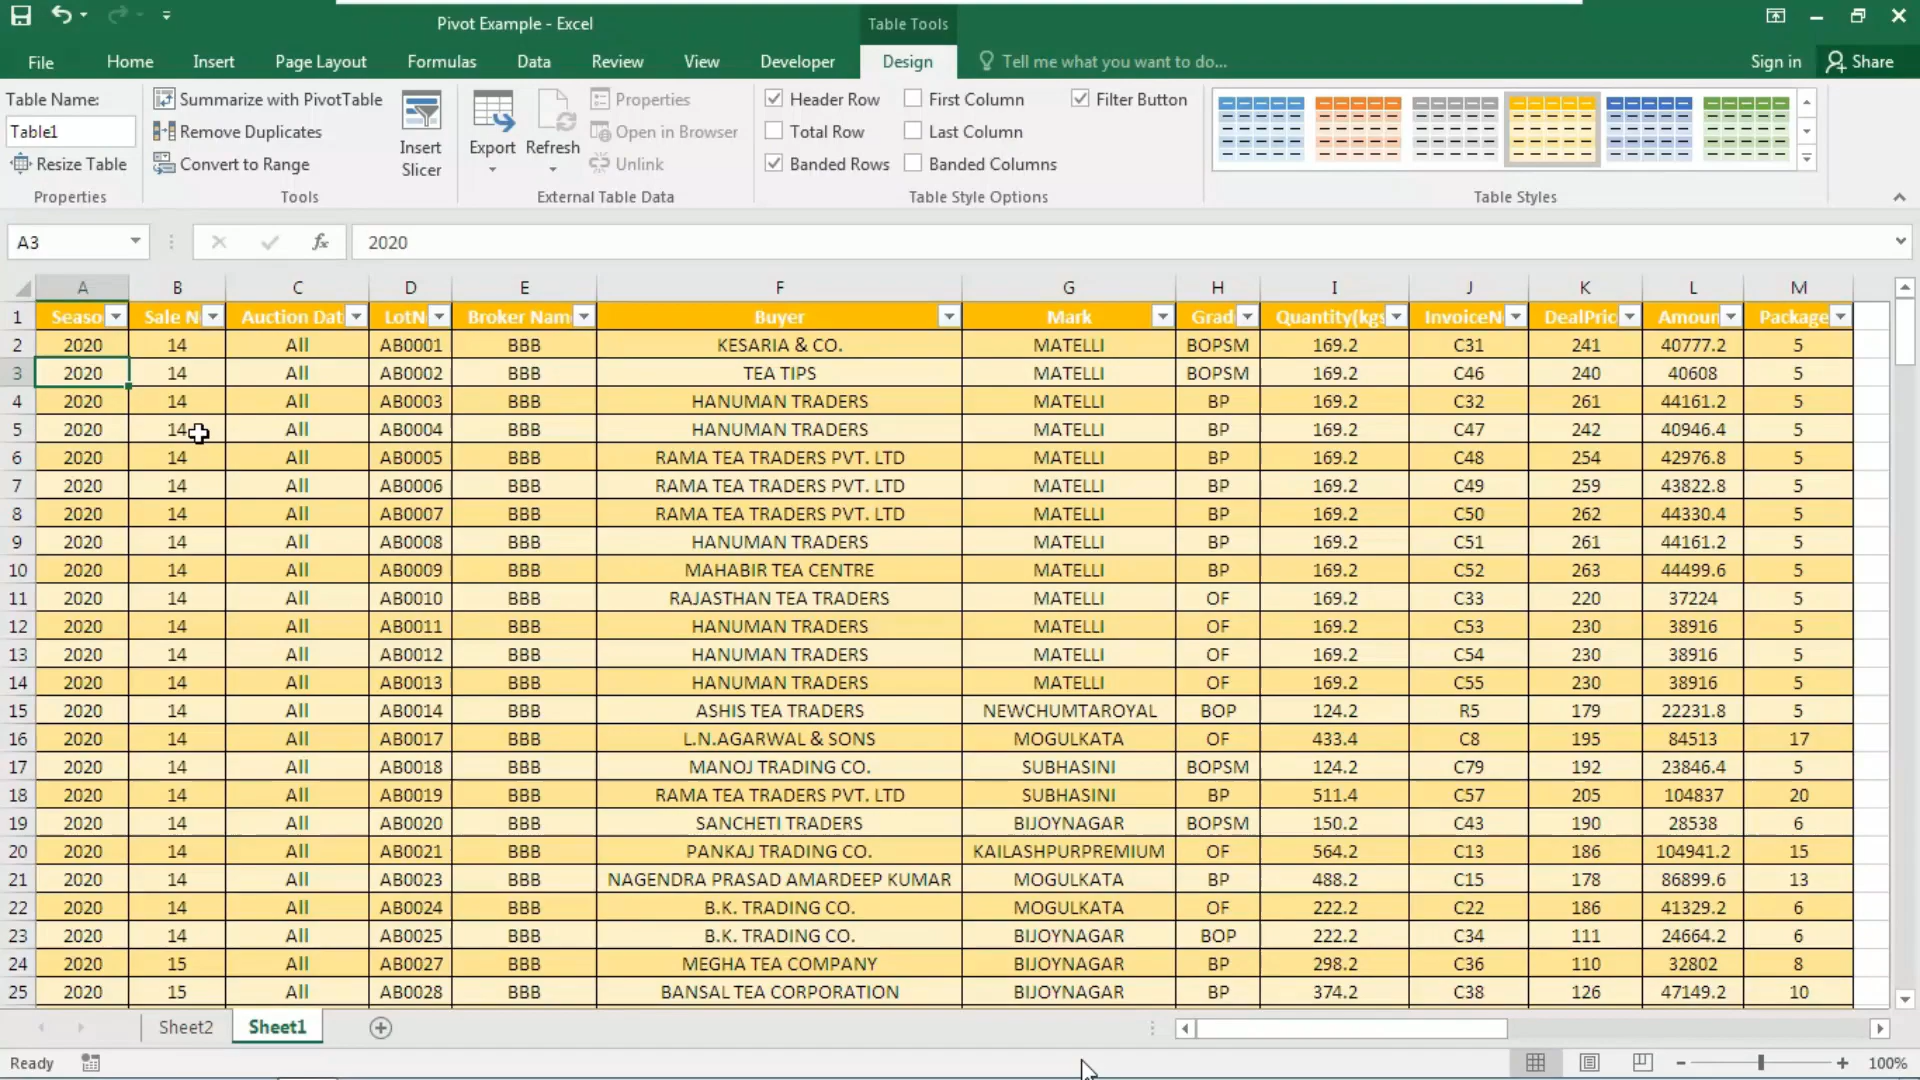 Pivot Example - Excel
Table Tools
File Home Insert Page Layout Formulas Data Review View Developer Design Tell me what you want to do... Sign in Share
Table Name:
Table1
Resize Table
Properties
Summarize with PivotTable
Remove Duplicates
Convert to Range
Tools
Insert Slicer
Export
Refresh
Properties
Open in Browser
Unlink
External Table Data
Header Row First Column Filter Button
Total Row Last Column
Banded Rows Banded Columns
Table Style Options
Table Styles
A3 fx 2020
A B C D E F G H I J K L M
1 Seaso Sale N Auction Dat LotN Broker Nam Buyer Mark Grad Quantity(kgs InvoiceN DealPric Amoun Package
2 2020 14 All AB0001 BBB KESARIA & CO. MATELLI BOPSM 169.2 C31 241 40777.2 5
3 2020 14 All AB0002 BBB TEA TIPS MATELLI BOPSM 169.2 C46 240 40608 5
4 2020 14 All AB0003 BBB HANUMAN TRADERS MATELLI BP 169.2 C32 261 44161.2 5
5 2020 14 All AB0004 BBB HANUMAN TRADERS MATELLI BP 169.2 C47 242 40946.4 5
6 2020 14 All AB0005 BBB RAMA TEA TRADERS PVT. LTD MATELLI BP 169.2 C48 254 42976.8 5
7 2020 14 All AB0006 BBB RAMA TEA TRADERS PVT. LTD MATELLI BP 169.2 C49 259 43822.8 5
8 2020 14 All AB0007 BBB RAMA TEA TRADERS PVT. LTD MATELLI BP 169.2 C50 262 44330.4 5
9 2020 14 All AB0008 BBB HANUMAN TRADERS MATELLI BP 169.2 C51 261 44161.2 5
10 2020 14 All AB0009 BBB MAHABIR TEA CENTRE MATELLI BP 169.2 C52 263 44499.6 5
11 2020 14 All AB0010 BBB RAJASTHAN TEA TRADERS MATELLI OF 169.2 C33 220 37224 5
12 2020 14 All AB0011 BBB HANUMAN TRADERS MATELLI OF 169.2 C53 230 38916 5
13 2020 14 All AB0012 BBB HANUMAN TRADERS MATELLI OF 169.2 C54 230 38916 5
14 2020 14 All AB0013 BBB HANUMAN TRADERS MATELLI OF 169.2 C55 230 38916 5
15 2020 14 All AB0014 BBB ASHIS TEA TRADERS NEWCHUMTAROYAL BOP 124.2 R5 179 22231.8 5
16 2020 14 All AB0017 BBB L.N.AGARWAL & SONS MOGULKATA OF 433.4 C8 195 84513 17
17 2020 14 All AB0018 BBB MANOJ TRADING CO. SUBHASINI BOPSM 124.2 C79 192 23846.4 5
18 2020 14 All AB0019 BBB RAMA TEA TRADERS PVT. LTD SUBHASINI BP 511.4 C57 205 104837 20
19 2020 14 All AB0020 BBB SANCHETI TRADERS BIJOYNAGAR BOPSM 150.2 C43 190 28538 6
20 2020 14 All AB0021 BBB PANKAJ TRADING CO. KAILASHPURPREMIUM OF 564.2 C13 186 104941.2 15
21 2020 14 All AB0023 BBB NAGENDRA PRASAD AMARDEEP KUMAR MOGULKATA BP 488.2 C15 178 86899.6 13
22 2020 14 All AB0024 BBB B.K. TRADING CO. MOGULKATA OF 222.2 C22 186 41329.2 6
23 2020 14 All AB0025 BBB B.K. TRADING CO. BIJOYNAGAR BOP 222.2 C34 111 24664.2 6
24 2020 15 All AB0027 BBB MEGHA TEA COMPANY BIJOYNAGAR BP 298.2 C36 110 32802 8
25 2020 15 All AB0028 BBB BANSAL TEA CORPORATION BIJOYNAGAR BP 374.2 C38 126 47149.2 10
Sheet2 Sheet1
Ready 100%